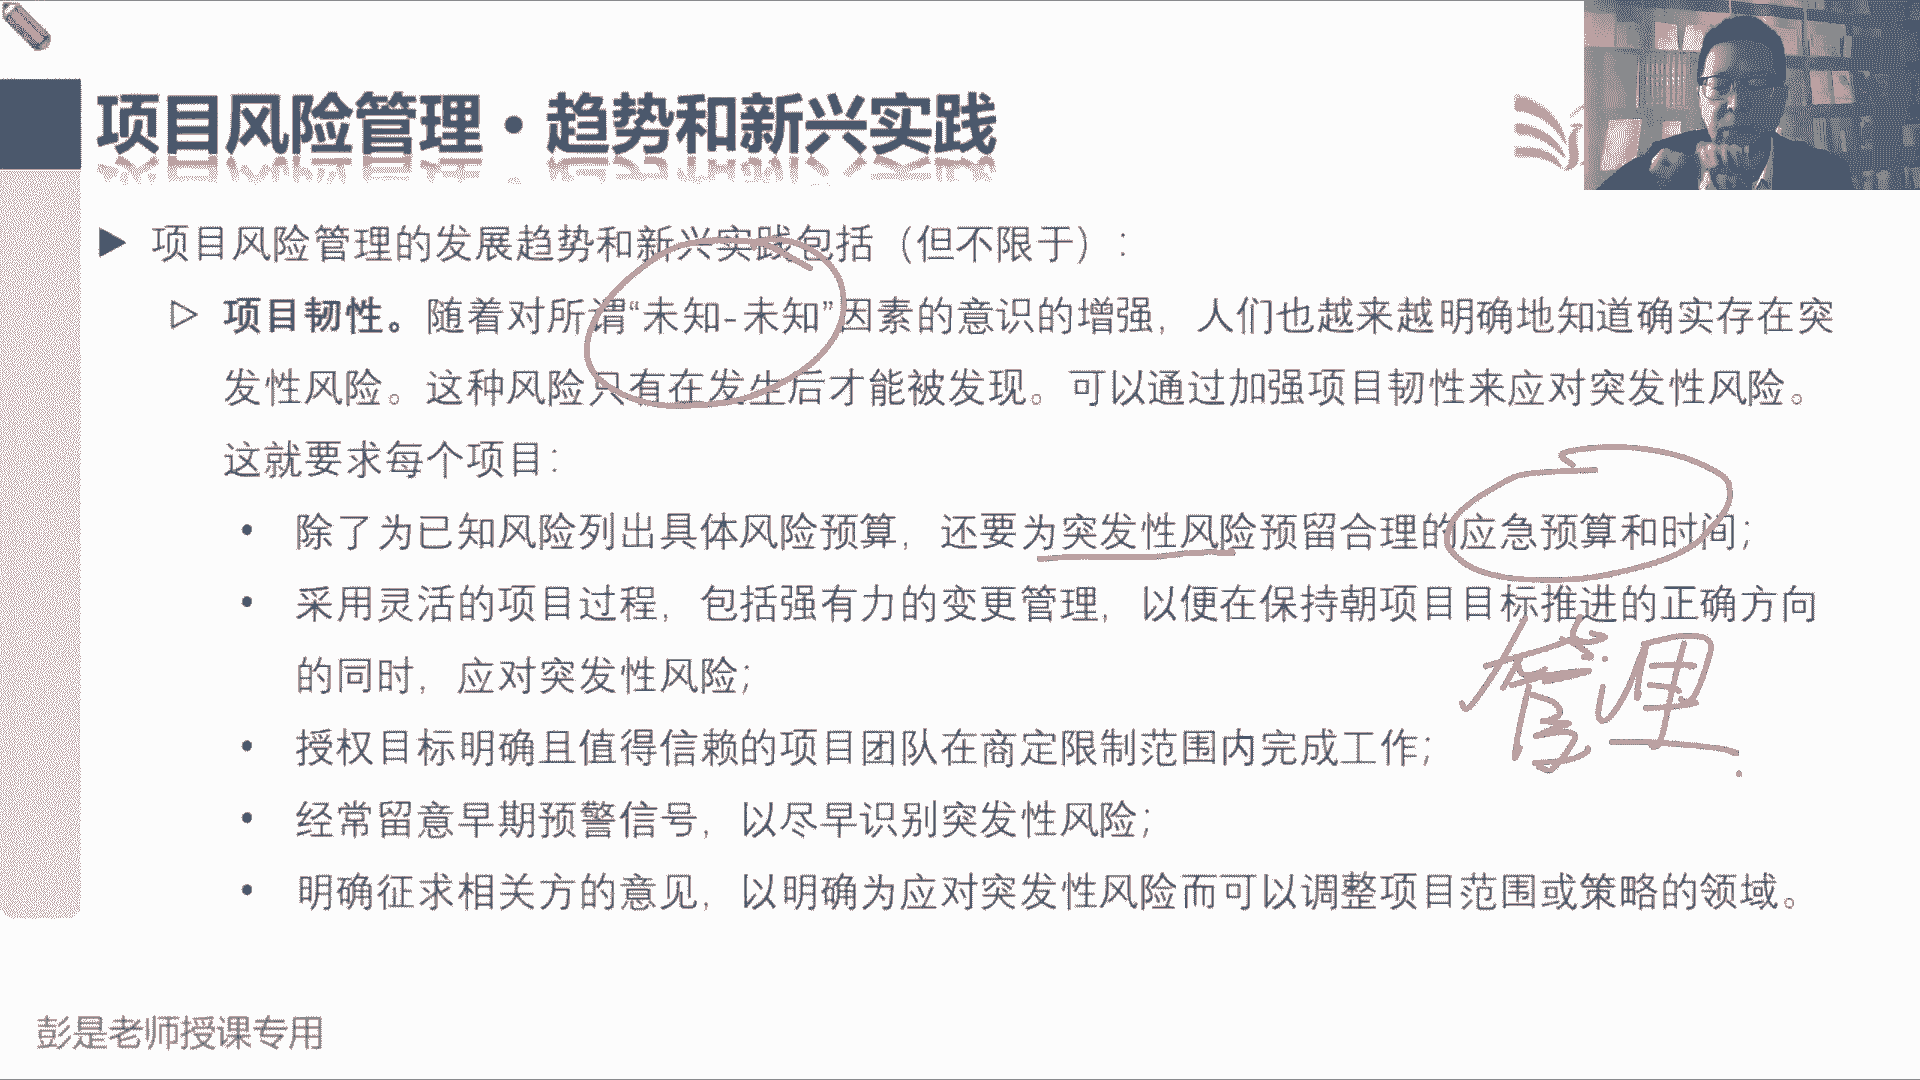 项目风险管理·趋势和新兴实践
项目风险管理的发展趋势和新兴实践包括（但不限于）：
项目韧性。随着对所谓“未知-未知”因素的意识的增强，人们也越来越明确地知道确实存在突
发性风险。这种风险只有在发生后才能被发现。可以通过加强项目韧性来应对突发性风险。
这就要求每个项目：
• 除了为已知风险列出具体风险预算，还要为突发性风险预留合理的应急预算和时间；
• 采用灵活的项目过程，包括强有力的变更管理，以便在保持朝项目目标推进的正确方向
的同时，应对突发性风险；
管理
• 授权目标明确且值得信赖的项目团队在商定限制范围内完成工作；
• 经常留意早期预警信号，以尽早识别突发性风险；
• 明确征求相关方的意见，以明确为应对突发性风险而可以调整项目范围或策略的领域。
彭是老师授课专用